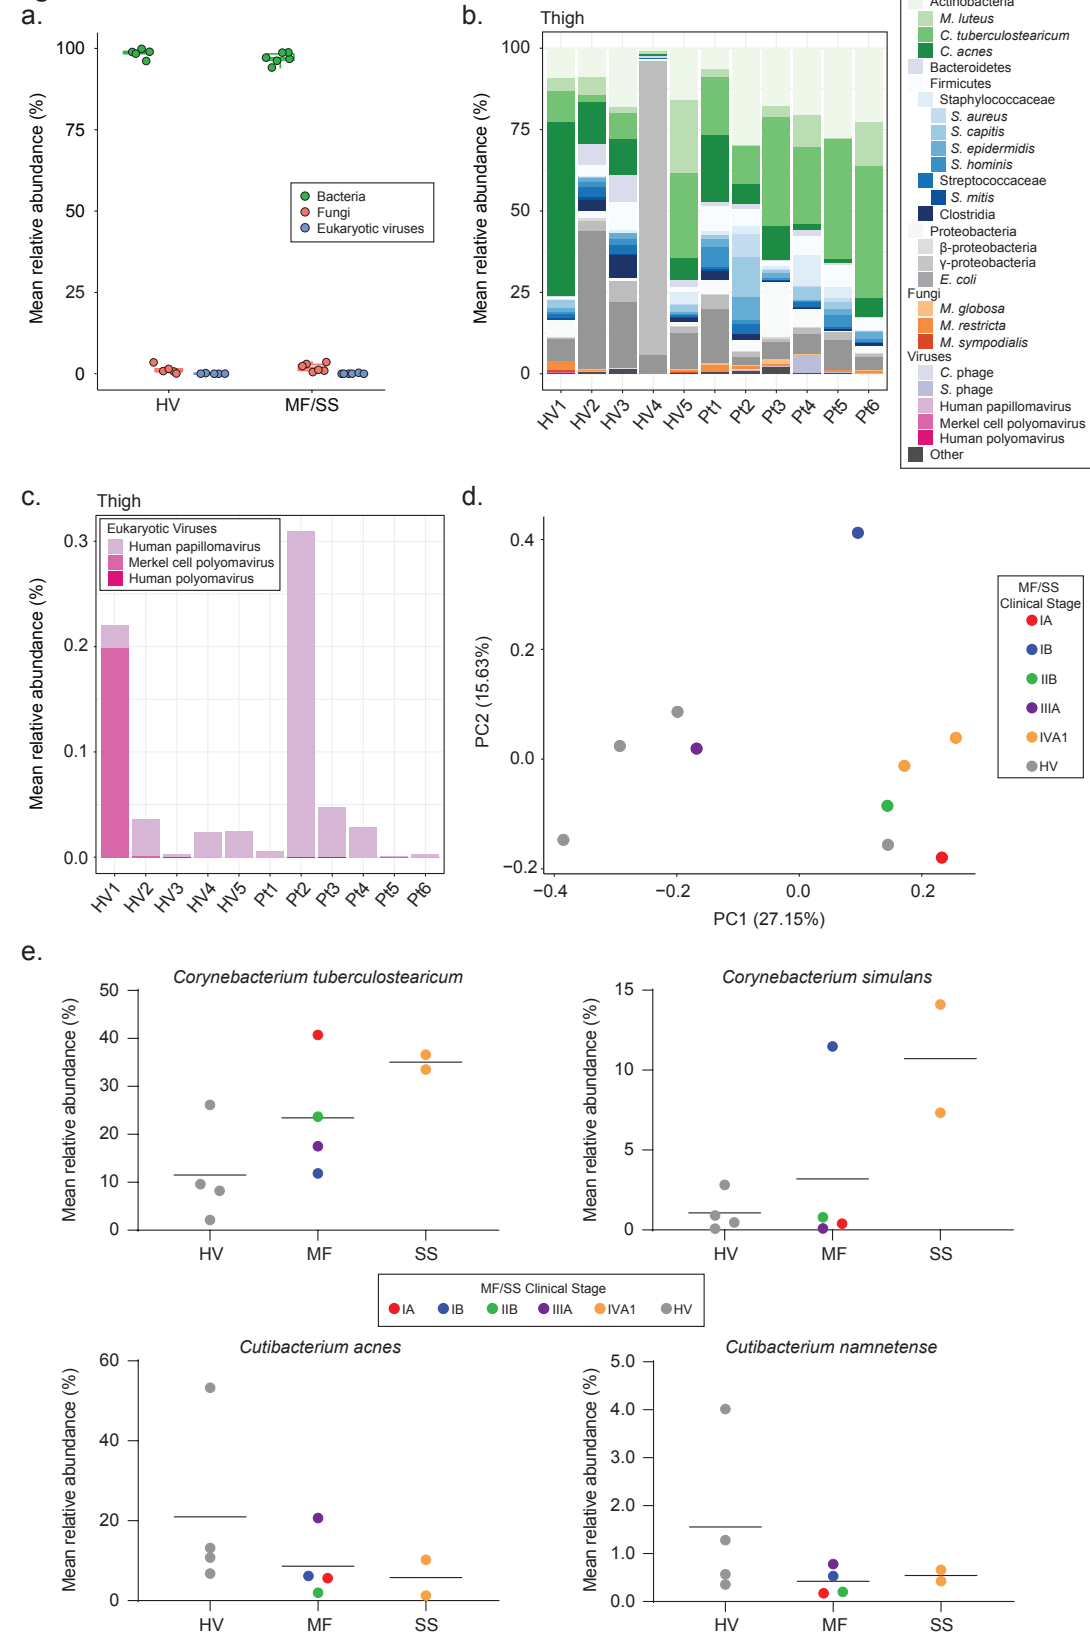 a.
Mean relative abundance (%)
100
75
50
25
0
Bacteria
Fungi
Eukaryotic viruses
HV
MF/SS
b.
Thigh
Mean relative abundance (%)
100
75
50
25
0
HV1
HV2
HV3
HV4
HV5
Pt1
Pt2
Pt3
Pt4
Pt5
Pt6
Actinobacteria
M. luteus
C. tuberculostearicum
C. acnes
Bacteroidetes
Firmicutes
Staphylococcaceae
S. aureus
S. capitis
S. epidermidis
S. hominis
Streptococcaceae
S. mitis
Clostridia
Proteobacteria
β-proteobacteria
γ-proteobacteria
E. coli
Fungi
M. globosa
M. restricta
M. sympodialis
Viruses
C. phage
S. phage
Human papillomavirus
Merkel cell polyomavirus
Human polyomavirus
Other
c.
Thigh
Mean relative abundance (%)
Eukaryotic Viruses
Human papillomavirus
Merkel cell polyomavirus
Human polyomavirus
0.3
0.2
0.1
0.0
HV1
HV2
HV3
HV4
HV5
Pt1
Pt2
Pt3
Pt4
Pt5
Pt6
d.
PC2 (15.63%)
0.4
0.2
0.0
−0.2
−0.4
−0.2
0.0
0.2
PC1 (27.15%)
MF/SS
Clinical Stage
IA
IB
IIB
IIIA
IVA1
HV
e.
Corynebacterium tuberculostearicum
Mean relative abundance (%)
50
40
30
20
10
0
HV
MF
SS
Corynebacterium simulans
Mean relative abundance (%)
15
10
5
0
HV
MF
SS
MF/SS Clinical Stage
IA IB IIB IIIA IVA1 HV
Cutibacterium acnes
Mean relative abundance (%)
60
40
20
0
HV
MF
SS
Cutibacterium namnetense
Mean relative abundance (%)
5.0
4.0
3.0
2.0
1.0
0.0
HV
MF
SS